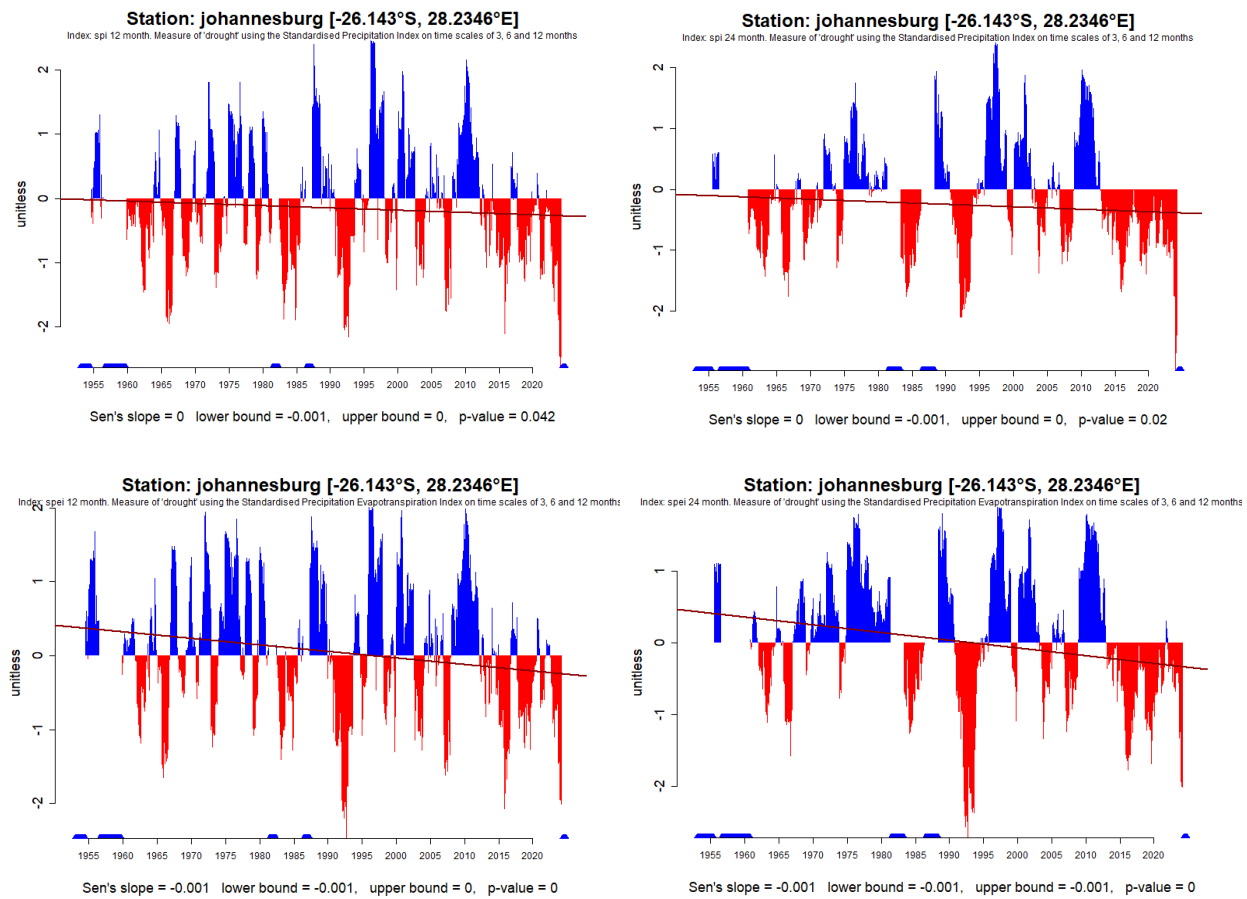 Station: johannesburg [-26.143°S, 28.2346°E]
Index: spi 12 month. Measure of 'drought' using the Standardised Precipitation Index on time scales of 3, 6 and 12 months
unitless
2
1
0
-1
-2
1955 1960 1965 1970 1975 1980 1985 1990 1995 2000 2005 2010 2015 2020
Sen's slope = 0 lower bound = -0.001, upper bound = 0, p-value = 0.042
Station: johannesburg [-26.143°S, 28.2346°E]
Index: spi 24 month. Measure of 'drought' using the Standardised Precipitation Index on time scales of 3, 6 and 12 months
unitless
2
1
0
-1
-2
1955 1960 1965 1970 1975 1980 1985 1990 1995 2000 2005 2010 2015 2020
Sen's slope = 0 lower bound = -0.001, upper bound = 0, p-value = 0.02
Station: johannesburg [-26.143°S, 28.2346°E]
Index: spei 12 month. Measure of 'drought' using the Standardised Precipitation Evapotranspiration Index on time scales of 3, 6 and 12 months
unitless
2
1
0
-1
-2
1955 1960 1965 1970 1975 1980 1985 1990 1995 2000 2005 2010 2015 2020
Sen's slope = -0.001 lower bound = -0.001, upper bound = 0, p-value = 0
Station: johannesburg [-26.143°S, 28.2346°E]
Index: spei 24 month. Measure of 'drought' using the Standardised Precipitation Evapotranspiration Index on time scales of 3, 6 and 12 months
unitless
1
0
-1
-2
1955 1960 1965 1970 1975 1980 1985 1990 1995 2000 2005 2010 2015 2020
Sen's slope = -0.001 lower bound = -0.001, upper bound = -0.001, p-value = 0